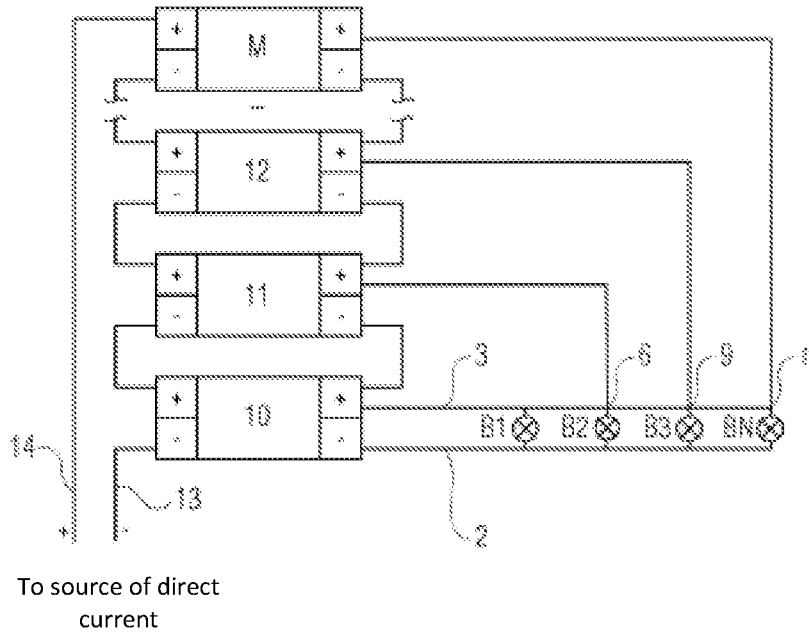 + M +
- -
...
+ 12 +
- -
+ 11 +
- -
3 6 9
+ 10 +
- -
B1 B2 B3 BN
14
13
2
+ -
To source of direct
current